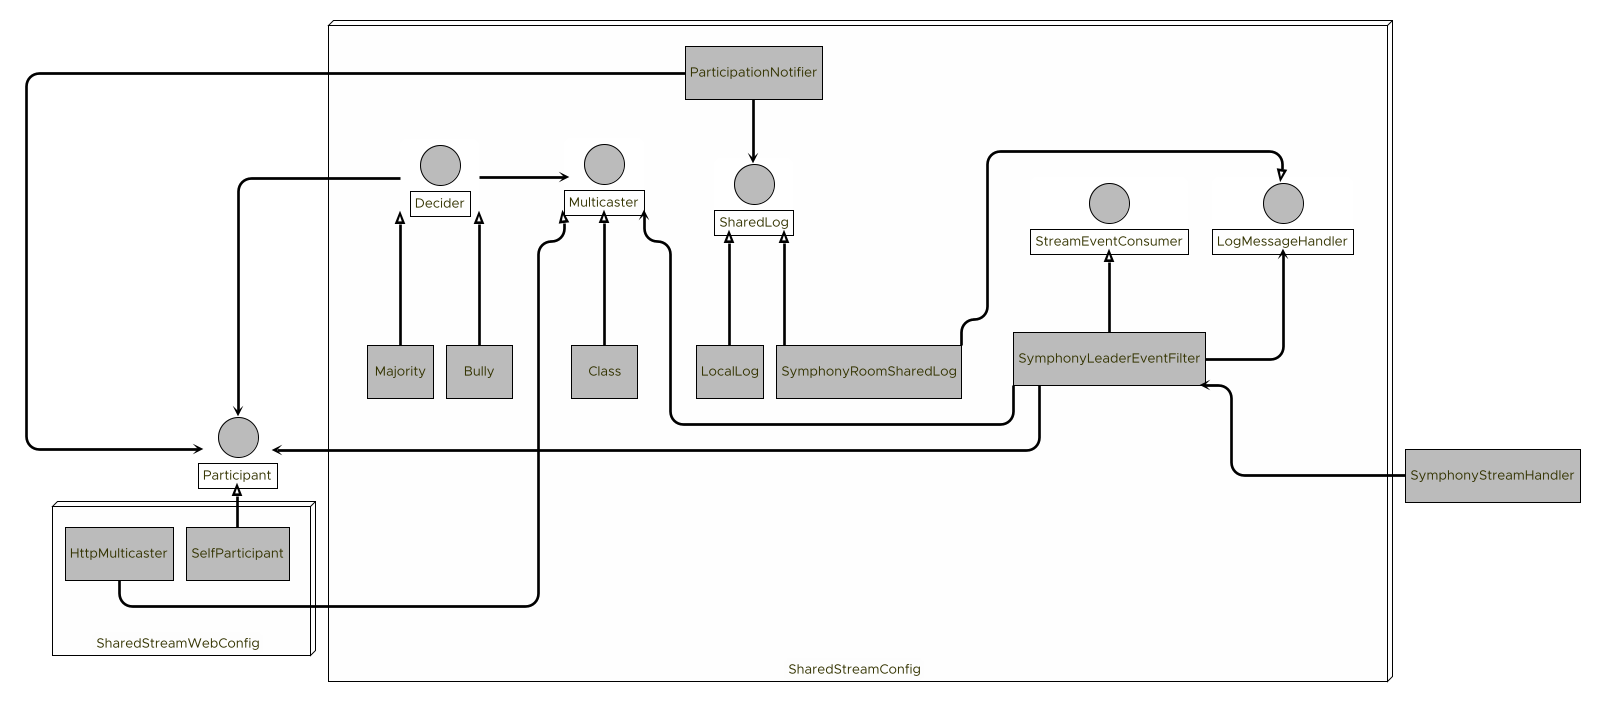 ParticipationNotifier
Decider
Multicaster
SharedLog
StreamEventConsumer
LogMessageHandler
Majority
Bully
Class
LocalLog
SymphonyRoomSharedLog
SymphonyLeaderEventFilter
Participant
SymphonyStreamHandler
HttpMulticaster
SelfParticipant
SharedStreamWebConfig
SharedStreamConfig